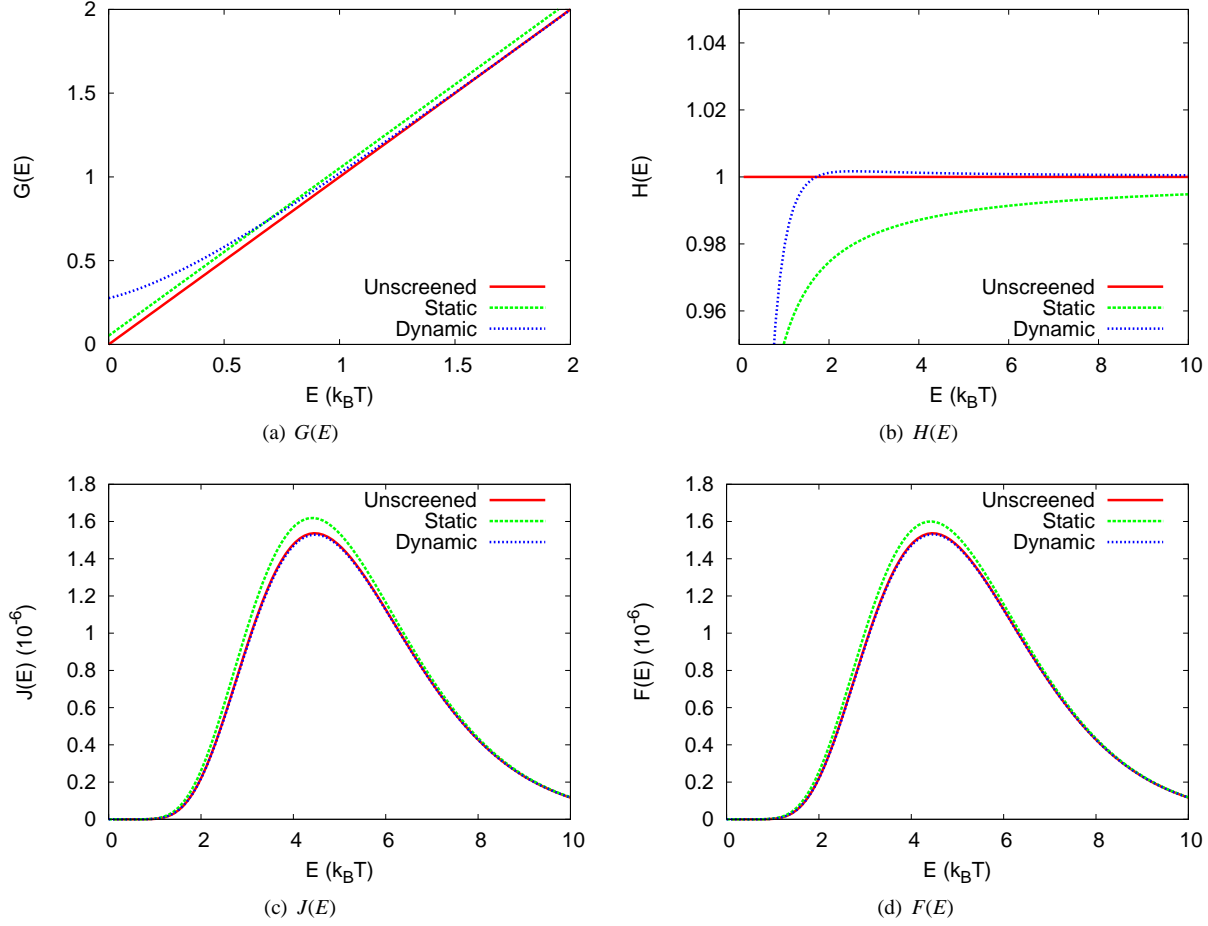 2
1.5
1
0.5
0
0
0.5
1
1.5
2
G(E)
E (k_BT)
Unscreened
Static
Dynamic
(a) G(E)
1.04
1.02
1
0.98
0.96
0
2
4
6
8
10
H(E)
E (k_BT)
Unscreened
Static
Dynamic
(b) H(E)
1.8
1.6
1.4
1.2
1
0.8
0.6
0.4
0.2
0
0
2
4
6
8
10
J(E) (10^-6)
E (k_BT)
Unscreened
Static
Dynamic
(c) J(E)
1.8
1.6
1.4
1.2
1
0.8
0.6
0.4
0.2
0
0
2
4
6
8
10
F(E) (10^-6)
E (k_BT)
Unscreened
Static
Dynamic
(d) F(E)